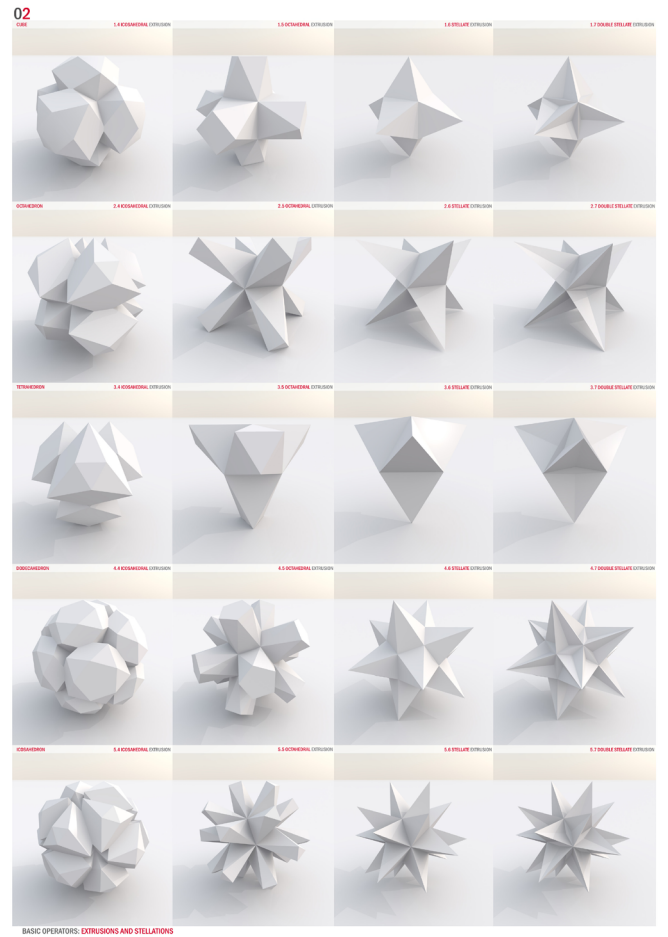 02
CUBE 1.4 ICOSAHEDRAL EXTRUSION 1.5 OCTAHEDRAL EXTRUSION 1.6 STELLATE EXTRUSION 1.7 DOUBLE STELLATE EXTRUSION
OCTAHEDRON 2.4 ICOSAHEDRAL EXTRUSION 2.5 OCTAHEDRAL EXTRUSION 2.6 STELLATE EXTRUSION 2.7 DOUBLE STELLATE EXTRUSION
TETRAHEDRON 3.4 ICOSAHEDRAL EXTRUSION 3.5 OCTAHEDRAL EXTRUSION 3.6 STELLATE EXTRUSION 3.7 DOUBLE STELLATE EXTRUSION
DODECAHEDRON 4.4 ICOSAHEDRAL EXTRUSION 4.5 OCTAHEDRAL EXTRUSION 4.6 STELLATE EXTRUSION 4.7 DOUBLE STELLATE EXTRUSION
ICOSAHEDRON 5.4 ICOSAHEDRAL EXTRUSION 5.5 OCTAHEDRAL EXTRUSION 5.6 STELLATE EXTRUSION 5.7 DOUBLE STELLATE EXTRUSION
BASIC OPERATORS: EXTRUSIONS AND STELLATIONS